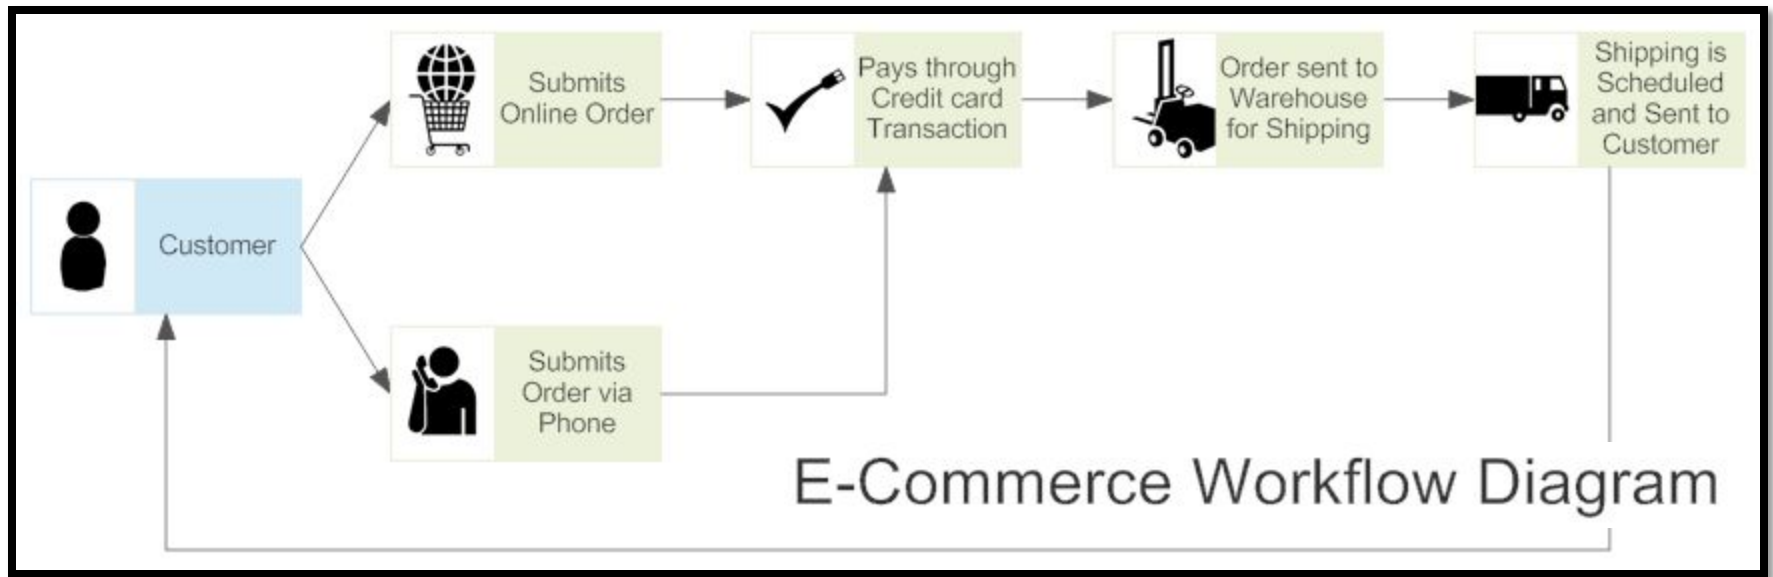 Submits
Online Order
Pays through
Credit card
Transaction
Order sent to
Warehouse
for Shipping
Shipping is
Scheduled
and Sent to
Customer
Customer
Submits
Order via
Phone
E-Commerce Workflow Diagram